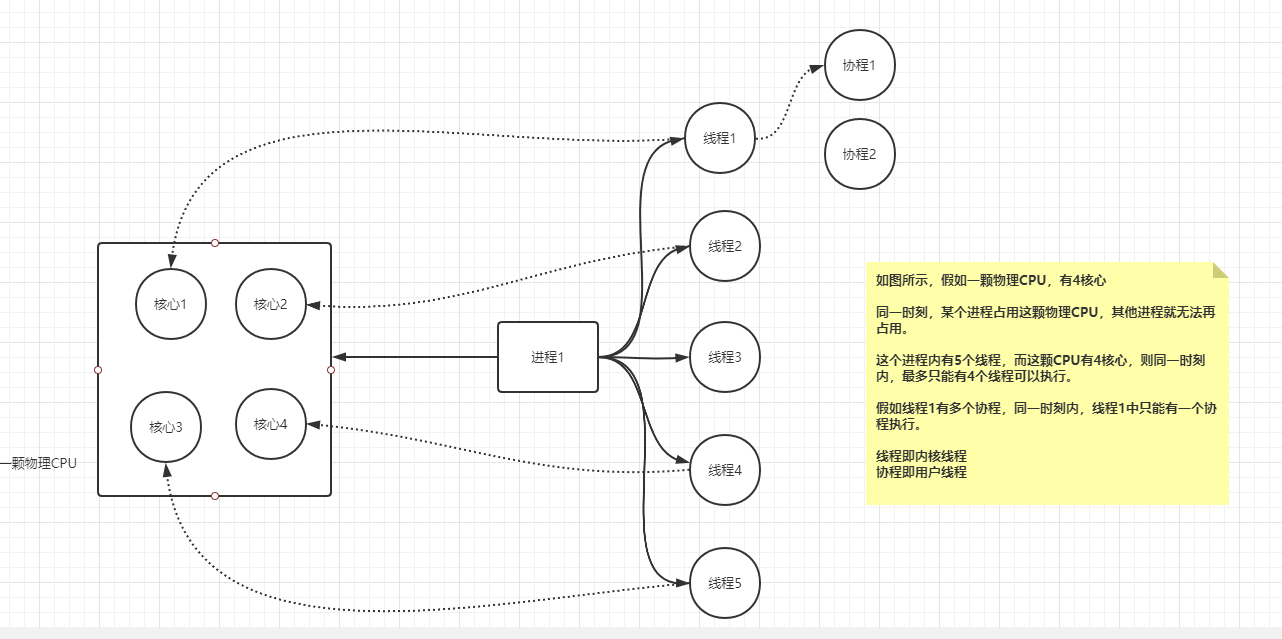 协程1
线程1
协程2
线程2
如图所示，假如一颗物理CPU，有4核心
同一时刻，某个进程占用这颗物理CPU，其他进程就无法再
占用。
核心1
核心2
进程1
线程3
这个进程内有5个线程，而这颗CPU有4核心，则同一时刻
内，最多只能有4个线程可以执行。
假如线程1有多个协程，同一时刻内，线程1中只能有一个协
程执行。
核心3
核心4
一颗物理CPU
线程4
线程即内核线程
协程即用户线程
线程5